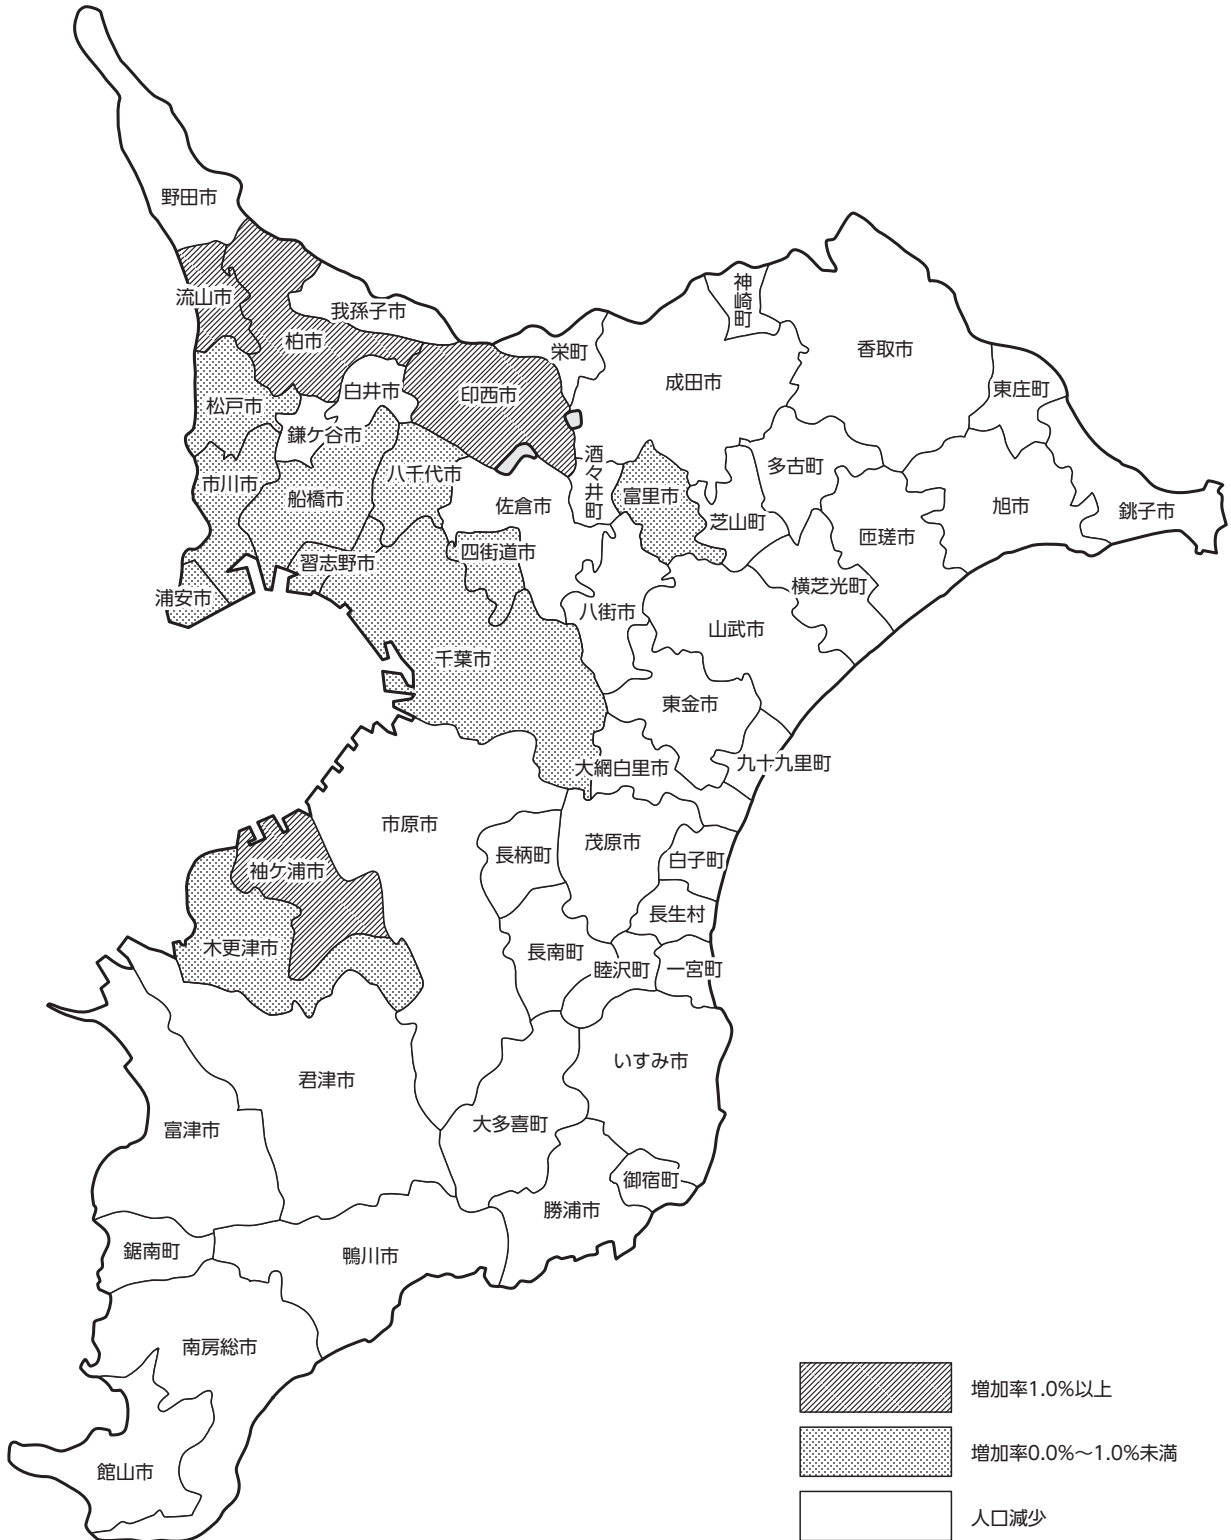 野田市
流山市
我孫子市
柏市
神崎町
栄町
香取市
成田市
東庄町
白井市
印西市
松戸市
鎌ケ谷市
酒々井町
多古町
八千代市
市川市
船橋市
佐倉市
富里市
芝山町
旭市
銚子市
匝瑳市
四街道市
習志野市
横芝光町
浦安市
八街市
山武市
千葉市
東金市
大網白里市
九十九里町
市原市
茂原市
長柄町
白子町
袖ケ浦市
長生村
木更津市
長南町
睦沢町
一宮町
いすみ市
君津市
大多喜町
富津市
御宿町
勝浦市
鋸南町
鴨川市
南房総市
館山市
増加率1.0%以上
増加率0.0%～1.0%未満
人口減少